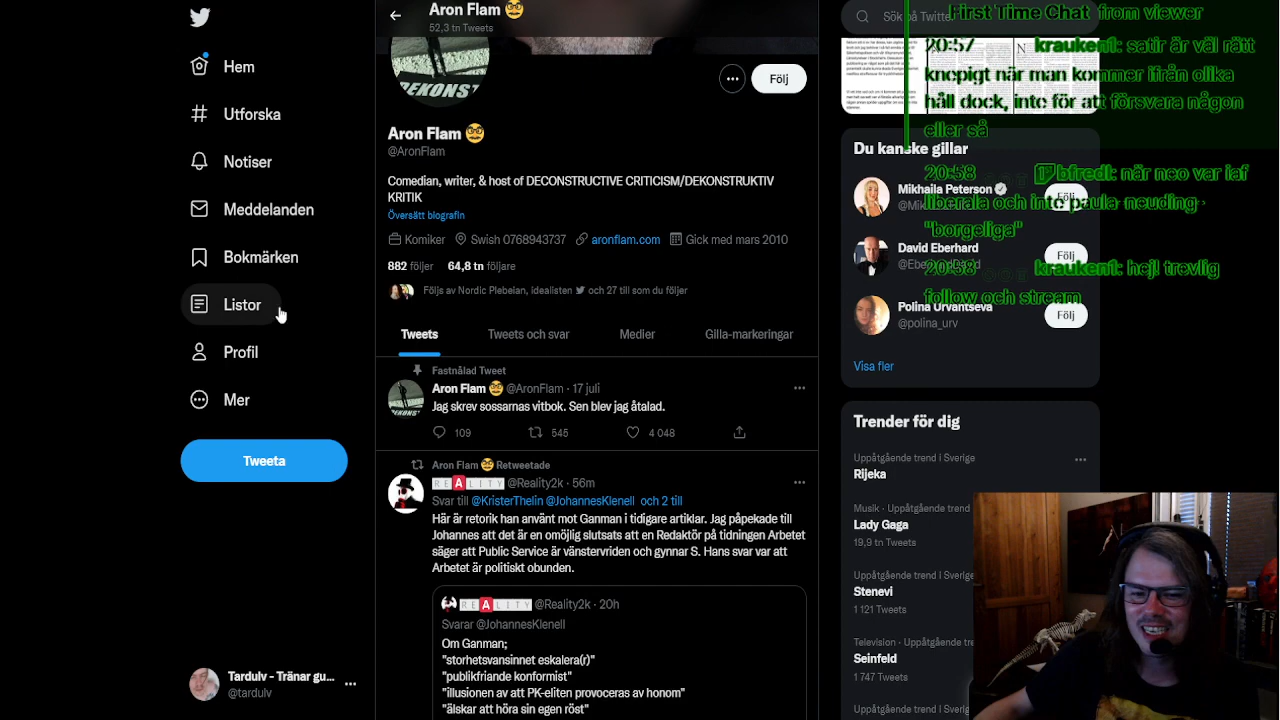 Hem
Utforska
Notiser
Meddelanden
Bokmärken
Listor
Profil
Mer
Tweeta
Tardulv - Tränar gu...
@tardulv
Aron Flam
52,3 tn Tweets
Följ
Aron Flam
@AronFlam
Comedian, writer, & host of DECONSTRUCTIVE CRITICISM/DEKONSTRUKTIV
KRITIK
Översätt biografin
Komiker Swish 0768943737 aronflam.com Gick med mars 2010
882 följer 64,8 tn följare
Följs av Nordic Plebeian, idealisten och 27 till som du följer
Tweets Tweets och svar Medier Gilla-markeringar
Fastnålad Tweet
Aron Flam @AronFlam · 17 juli
Jag skrev sossarnas vitbok. Sen blev jag åtalad.
109 545 4 048
Aron Flam Retweetade
REALITY @Reality2k · 56m
Svar till @KristerThelin @JohannesKlenell och 2 till
Här är retorik han använt mot Ganman i tidigare artiklar. Jag påpekade till
Johannes att det är en omöjlig slutsats att en Redaktör på tidningen Arbetet
säger att Public Service är vänstervriden och gynnar S. Hans svar var att
Arbetet är politiskt obunden.
REALITY @Reality2k · 20h
Svarar @JohannesKlenell
Om Ganman;
"storhetsvansinnet eskalera(r)"
"publikfriande konformist"
"illusionen av att PK-eliten provoceras av honom"
"älskar att höra sin egen röst"
Sök på Twitter
First Time Chat from viewer
20:57 kraukenf: satir är väl rätt
knepigt när man kommer ifrån olika
håll dock, inte för att försvara någon
eller så
20:58 bfredl: när neo var iaf
liberala och inte paula neuding
"borgeliga"
20:58 kraukenf: hej! trevlig
follow och stream
Du kanske gillar
Mikhaila Peterson
Följ
David Eberhard
Följ
Polina Urvantseva
@polina_urv
Följ
Visa fler
Trender för dig
Uppåtgående trend i Sverige
Rijeka
Musik · Uppåtgående trend
Lady Gaga
19,9 tn Tweets
Uppåtgående trend i Sverige
Stenevi
1 121 Tweets
Television · Uppåtgående tre
Seinfeld
1 747 Tweets
Uppåtgående trend i Sverige